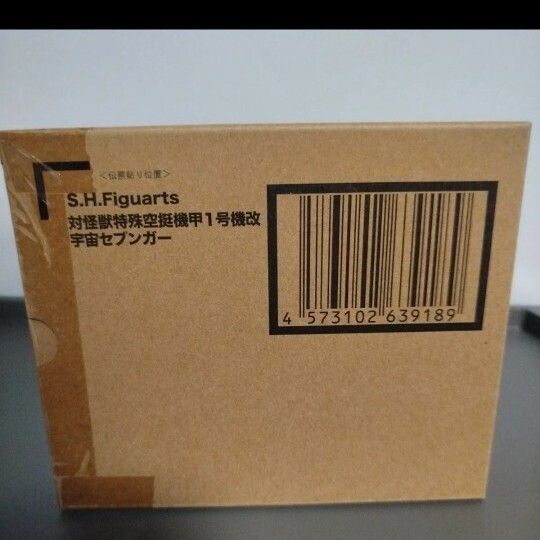 <伝票貼り位置>
S.H.Figuarts
対怪獣特殊空挺機甲1号機改
宇宙セブンガー
4 573102 639189